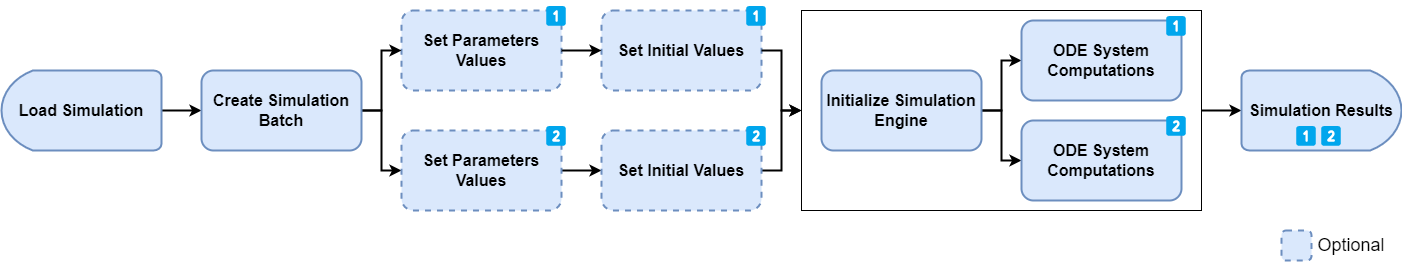 Load Simulation
Create Simulation
Batch
1
Set Parameters
Values
1
Set Initial Values
2
Set Parameters
Values
2
Set Initial Values
Initialize Simulation
Engine
1
ODE System
Computations
2
ODE System
Computations
Simulation Results
1 2
Optional